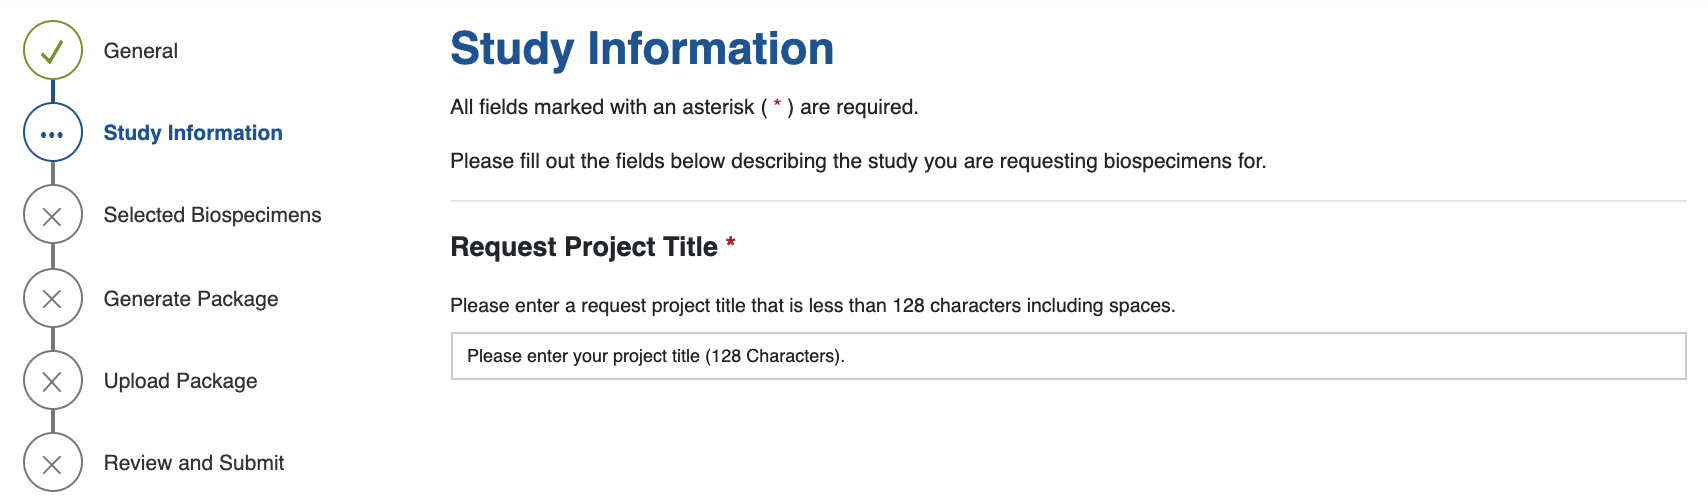 General
Study Information
Selected Biospecimens
Generate Package
Upload Package
Review and Submit
Study Information
All fields marked with an asterisk ( * ) are required.
Please fill out the fields below describing the study you are requesting biospecimens for.
Request Project Title *
Please enter a request project title that is less than 128 characters including spaces.
Please enter your project title (128 Characters).